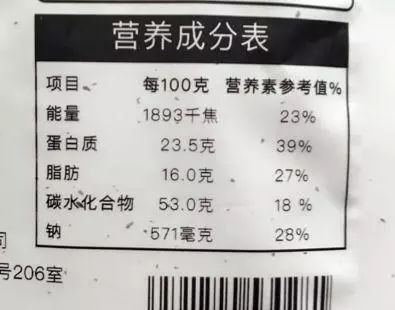 营养成分表
项目 每100克 营养素参考值%
能量 1893千焦 23%
蛋白质 23.5克 39%
脂肪 16.0克 27%
碳水化合物 53.0克 18 %
钠 571毫克 28%
司
号206室